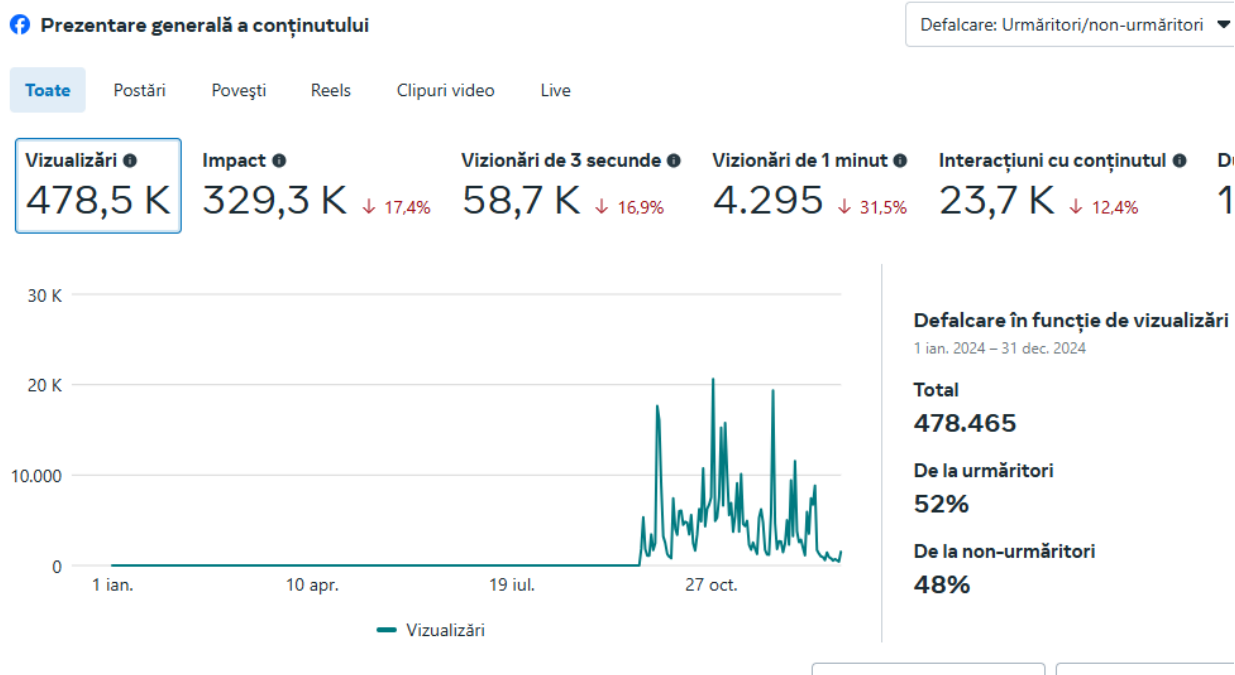 Prezentare generală a conținutului
Defalcare: Urmăritori/non-urmăritori
Toate Postări Povești Reels Clipuri video Live
Vizualizări Impact Vizionări de 3 secunde Vizionări de 1 minut Interacțiuni cu conținutul
478,5 K 329,3 K ↓ 17,4% 58,7 K ↓ 16,9% 4.295 ↓ 31,5% 23,7 K ↓ 12,4%
30 K
20 K
10.000
0
1 ian. 10 apr. 19 iul. 27 oct.
Vizualizări
Defalcare în funcție de vizualizări
1 ian. 2024 – 31 dec. 2024
Total
478.465
De la urmăritori
52%
De la non-urmăritori
48%